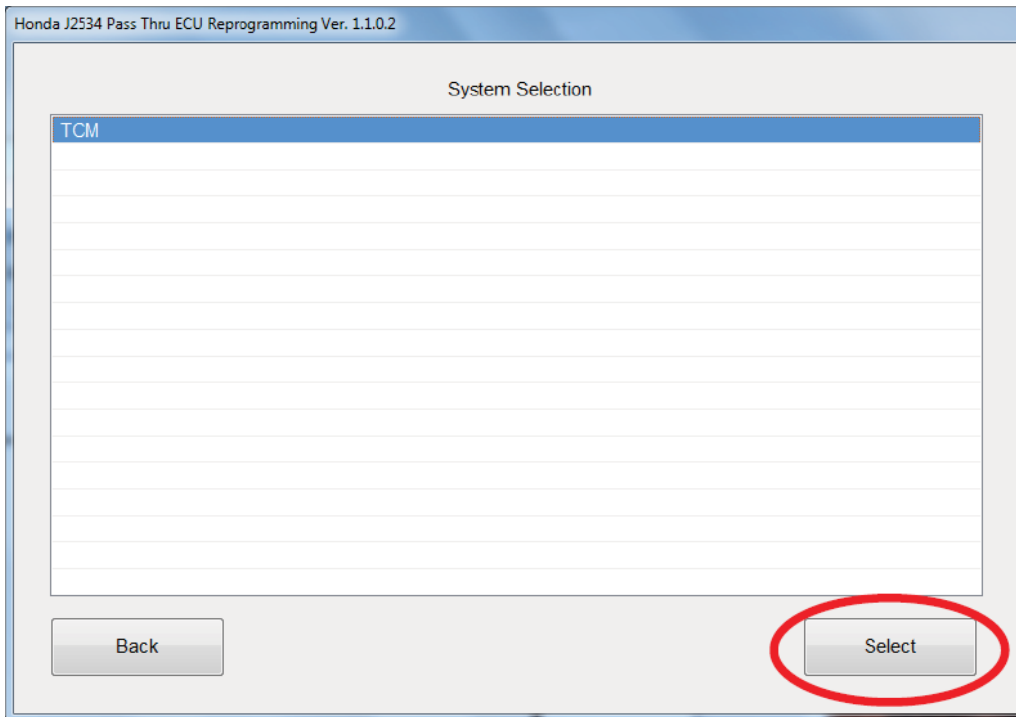 Honda J2534 Pass Thru ECU Reprogramming Ver. 1.1.0.2
System Selection
TCM
Back
Select